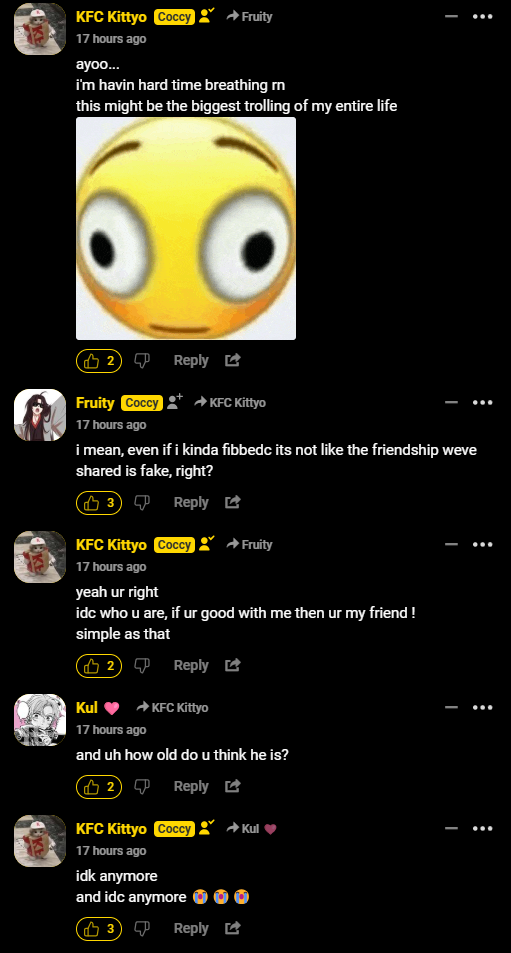 KFC Kittyo Coccy Fruity
17 hours ago
ayoo...
i'm havin hard time breathing rn
this might be the biggest trolling of my entire life
2 Reply
Fruity Coccy KFC Kittyo
17 hours ago
i mean, even if i kinda fibbedc its not like the friendship weve
shared is fake, right?
3 Reply
KFC Kittyo Coccy Fruity
17 hours ago
yeah ur right
idc who u are, if ur good with me then ur my friend !
simple as that
2 Reply
Kul KFC Kittyo
17 hours ago
and uh how old do u think he is?
2 Reply
KFC Kittyo Coccy Kul
17 hours ago
idk anymore
and idc anymore 😭 😭 😭
3 Reply